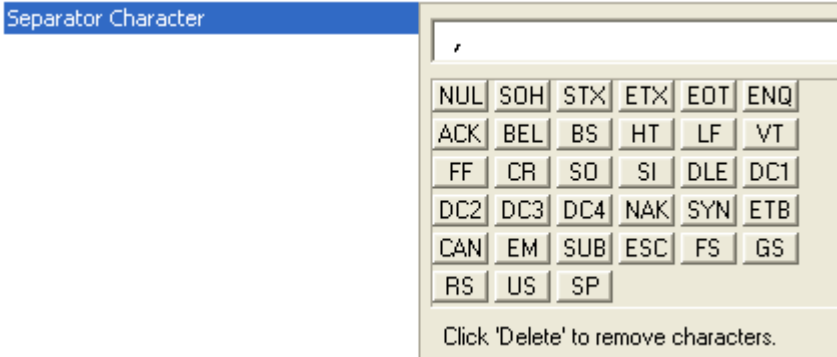 Separator Character
,
NUL SOH STX ETX EOT ENQ
ACK BEL BS HT LF VT
FF CR SO SI DLE DC1
DC2 DC3 DC4 NAK SYN ETB
CAN EM SUB ESC FS GS
RS US SP
Click 'Delete' to remove characters.